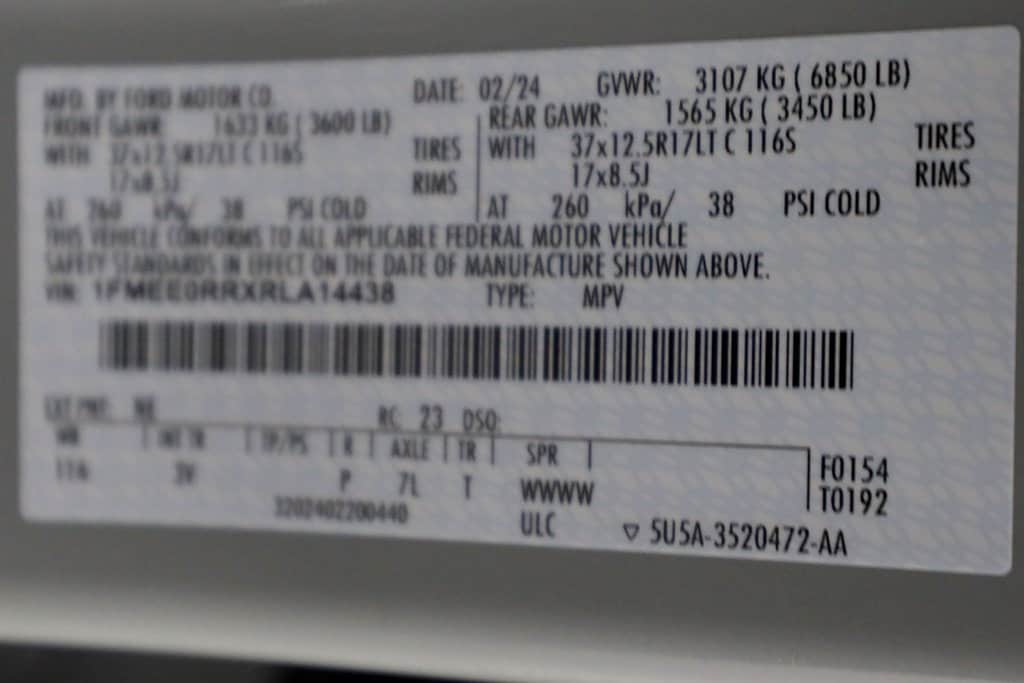 MFD. BY FORD MOTOR CO. DATE: 02/24 GVWR: 3107 KG ( 6850 LB)
FRONT GAWR: 1633 KG ( 3600 LB) REAR GAWR: 1565 KG ( 3450 LB)
WITH 37x12.5R17LT C 116S TIRES WITH 37x12.5R17LT C 116S TIRES
17x8.5J RIMS 17x8.5J RIMS
AT 260 kPa/ 38 PSI COLD AT 260 kPa/ 38 PSI COLD
THIS VEHICLE CONFORMS TO ALL APPLICABLE FEDERAL MOTOR VEHICLE
SAFETY STANDARDS IN EFFECT ON THE DATE OF MANUFACTURE SHOWN ABOVE.
VIN: 1FMEE0RRXRLA14438 TYPE: MPV
EXT PNT: RC: 23 DSO:
WB INT TR TP/PS R AXLE TR SPR F0154
P 7L T WWWW T0192
3202402200440 ULC ▽ 5U5A-3520472-AA